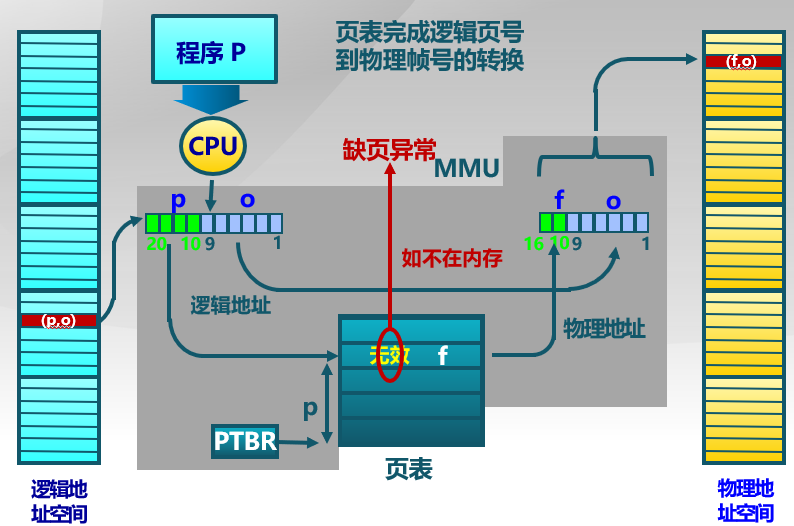 程序 P
页表完成逻辑页号
到物理帧号的转换
(f,o)
CPU
缺页异常
MMU
p
o
f
o
20
10
9
1
16
10
9
1
如不在内存
(p,o)
逻辑地址
物理地址
无效
f
p
PTBR
页表
逻辑地
址空间
物理地
址空间